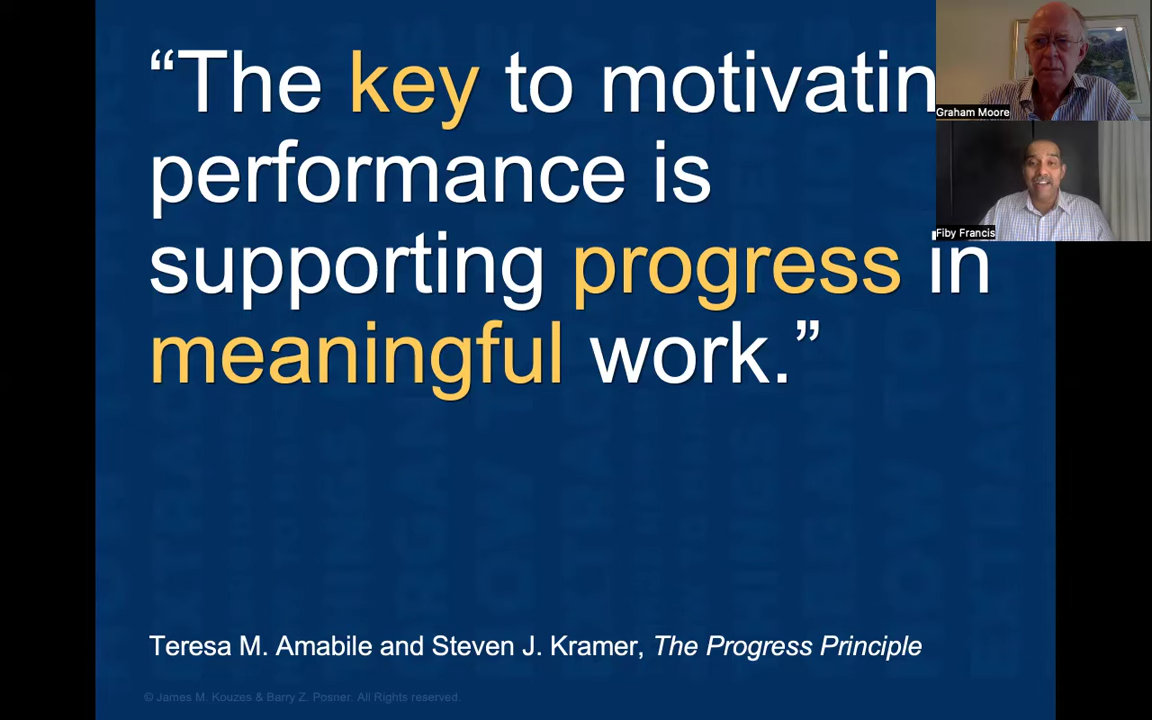 “The key to motivatin
performance is
supporting progress in
meaningful work.”
Teresa M. Amabile and Steven J. Kramer, The Progress Principle
© James M. Kouzes & Barry Z. Posner. All Rights reserved.
Graham Moore
Fiby Francis